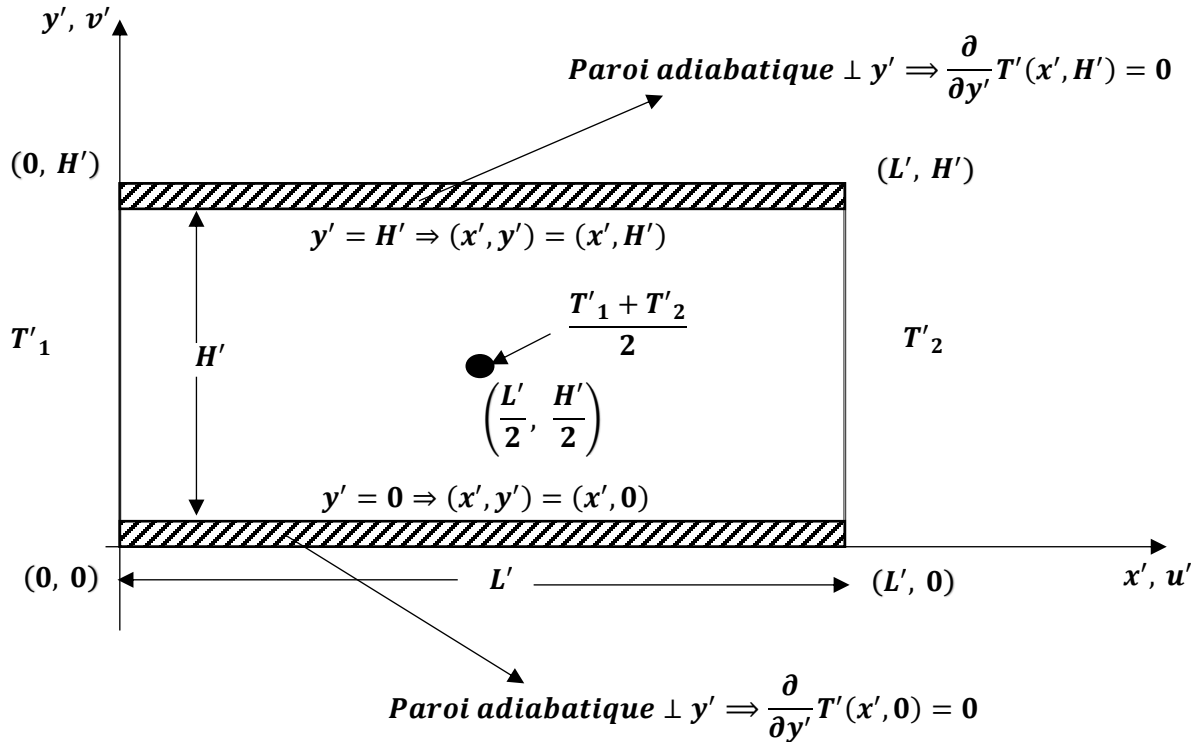 y′, v′
Paroi adiabatique ⊥ y′ ⟹ ∂/∂y′ T′(x′, H′) = 0
(0, H′)
(L′, H′)
y′ = H′ ⇒ (x′, y′) = (x′, H′)
T′₁ + T′₂
2
T′₁
H′
T′₂
(L′/2, H′/2)
y′ = 0 ⇒ (x′, y′) = (x′, 0)
(0, 0)
L′
(L′, 0)
x′, u′
Paroi adiabatique ⊥ y′ ⟹ ∂/∂y′ T′(x′, 0) = 0